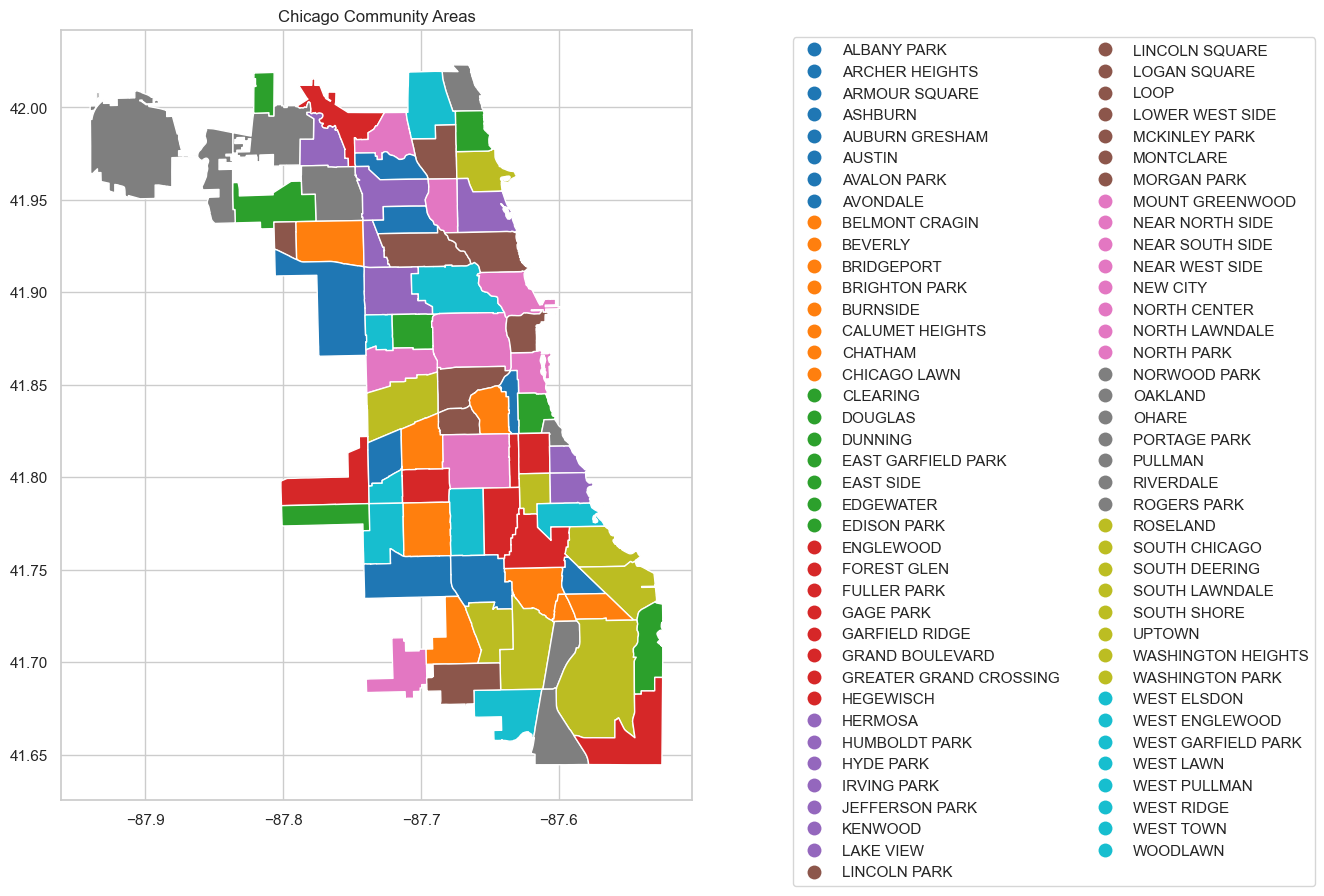 Chicago Community Areas
42.00
41.95
41.90
41.85
41.80
41.75
41.70
41.65
−87.9
−87.8
−87.7
−87.6
ALBANY PARK
ARCHER HEIGHTS
ARMOUR SQUARE
ASHBURN
AUBURN GRESHAM
AUSTIN
AVALON PARK
AVONDALE
BELMONT CRAGIN
BEVERLY
BRIDGEPORT
BRIGHTON PARK
BURNSIDE
CALUMET HEIGHTS
CHATHAM
CHICAGO LAWN
CLEARING
DOUGLAS
DUNNING
EAST GARFIELD PARK
EAST SIDE
EDGEWATER
EDISON PARK
ENGLEWOOD
FOREST GLEN
FULLER PARK
GAGE PARK
GARFIELD RIDGE
GRAND BOULEVARD
GREATER GRAND CROSSING
HEGEWISCH
HERMOSA
HUMBOLDT PARK
HYDE PARK
IRVING PARK
JEFFERSON PARK
KENWOOD
LAKE VIEW
LINCOLN PARK
LINCOLN SQUARE
LOGAN SQUARE
LOOP
LOWER WEST SIDE
MCKINLEY PARK
MONTCLARE
MORGAN PARK
MOUNT GREENWOOD
NEAR NORTH SIDE
NEAR SOUTH SIDE
NEAR WEST SIDE
NEW CITY
NORTH CENTER
NORTH LAWNDALE
NORTH PARK
NORWOOD PARK
OAKLAND
OHARE
PORTAGE PARK
PULLMAN
RIVERDALE
ROGERS PARK
ROSELAND
SOUTH CHICAGO
SOUTH DEERING
SOUTH LAWNDALE
SOUTH SHORE
UPTOWN
WASHINGTON HEIGHTS
WASHINGTON PARK
WEST ELSDON
WEST ENGLEWOOD
WEST GARFIELD PARK
WEST LAWN
WEST PULLMAN
WEST RIDGE
WEST TOWN
WOODLAWN